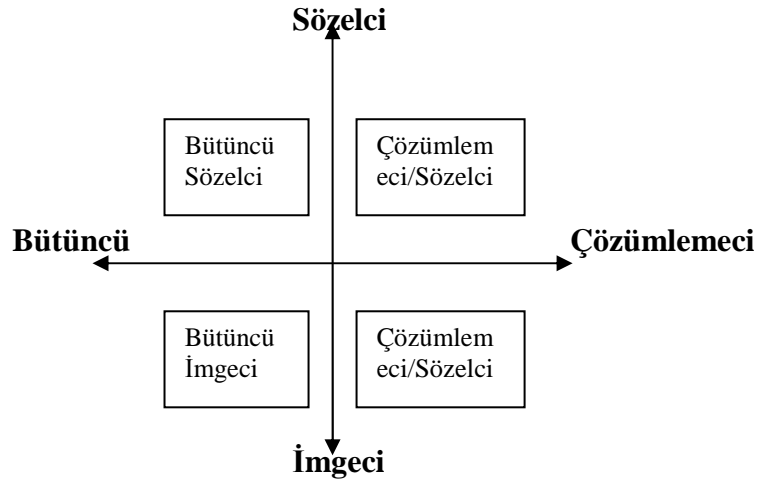 Sözelci
Bütüncü
Sözelci
Çözümlem
eci/Sözelci
Bütüncü
Çözümlemeci
Bütüncü
İmgeci
Çözümlem
eci/Sözelci
İmgeci